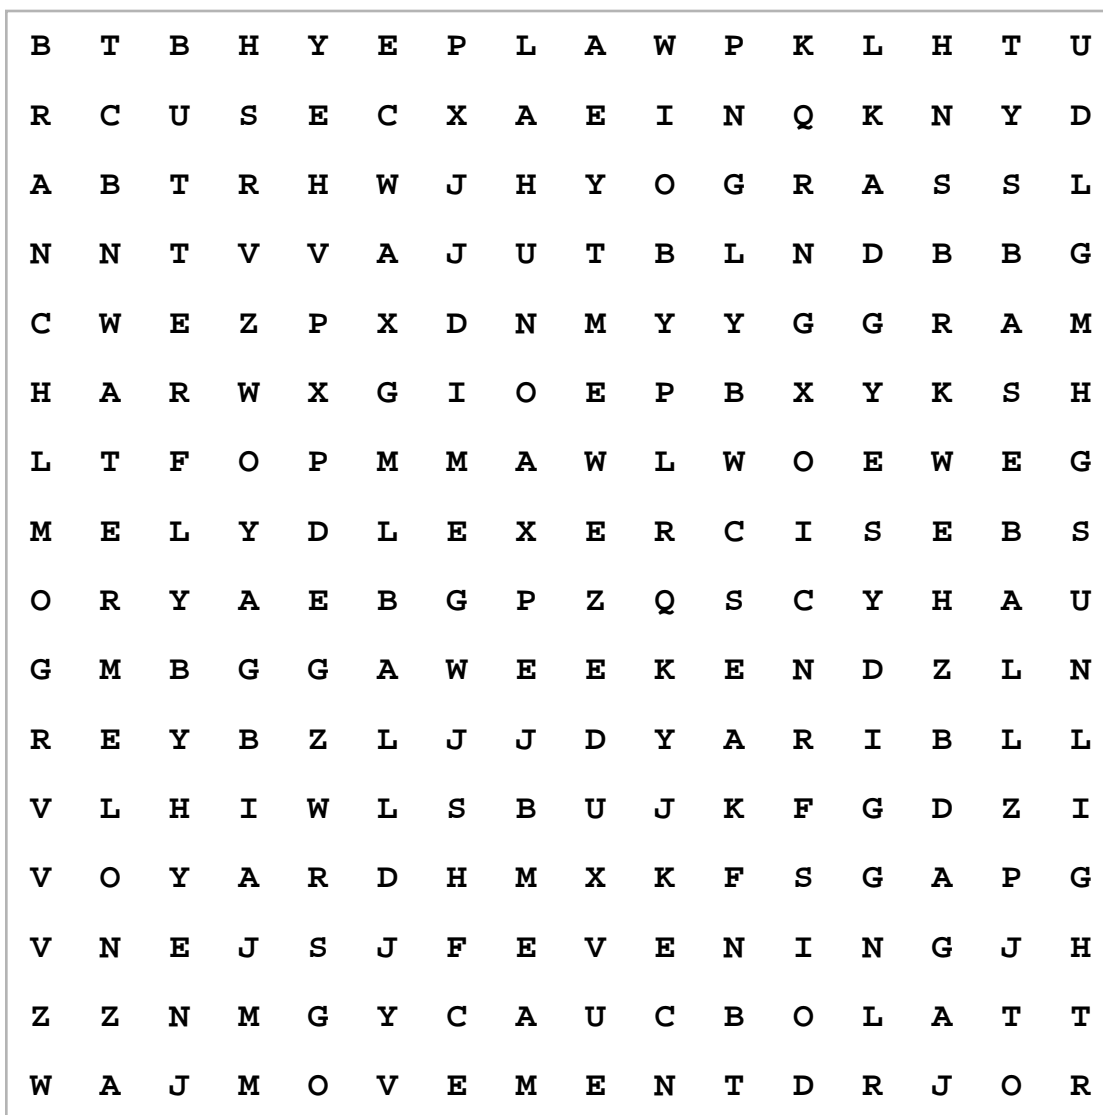 B T B H Y E P L A W P K L H T U
R C U S E C X A E I N Q K N Y D
A B T R H W J H Y O G R A S S L
N N T V V A J U T B L N D B B G
C W E Z P X D N M Y Y G G R A M
H A R W X G I O E P B X Y K S H
L T F O P M M A W L W O E W E G
M E L Y D L E X E R C I S E B S
O R Y A E B G P Z Q S C Y H A U
G M B G G A W E E K E N D Z L N
R E Y B Z L J J D Y A R I B L L
V L H I W L S B U J K F G D Z I
V O Y A R D H M X K F S G A P G
V N E J S J F E V E N I N G J H
Z Z N M G Y C A U C B O L A T T
W A J M O V E M E N T D R J O R